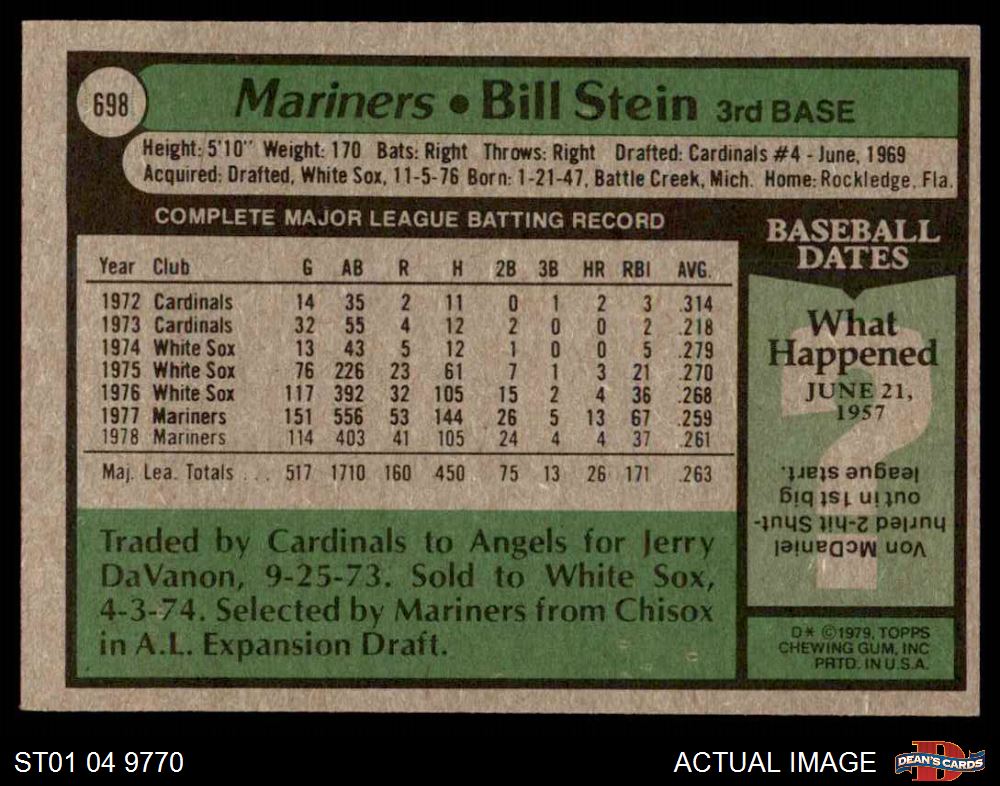 698
Mariners • Bill Stein 3rd BASE
Height: 5'10" Weight: 170 Bats: Right Throws: Right Drafted: Cardinals #4 - June, 1969
Acquired: Drafted, White Sox, 11-5-76 Born: 1-21-47, Battle Creek, Mich. Home: Rockledge, Fla.
COMPLETE MAJOR LEAGUE BATTING RECORD
Year Club G AB R H 2B 3B HR RBI AVG.
1972 Cardinals 14 35 2 11 0 1 2 3 .314
1973 Cardinals 32 55 4 12 2 0 0 2 .218
1974 White Sox 13 43 5 12 1 0 0 5 .279
1975 White Sox 76 226 23 61 7 1 3 21 .270
1976 White Sox 117 392 32 105 15 2 4 36 .268
1977 Mariners 151 556 53 144 26 5 13 67 .259
1978 Mariners 114 403 41 105 24 4 4 37 .261
Maj. Lea. Totals ... 517 1710 160 450 75 13 26 171 .263
Traded by Cardinals to Angels for Jerry
DaVanon, 9-25-73. Sold to White Sox,
4-3-74. Selected by Mariners from Chisox
in A.L. Expansion Draft.
BASEBALL
DATES
What
Happened
JUNE 21,
1957
?
Von McDaniel
hurled 2-hit Shut-
out in 1st big
league start.
D* ©1979, TOPPS
CHEWING GUM, INC
PRTD. IN U.S.A.
ST01 04 9770
ACTUAL IMAGE
DEAN'S CARDS